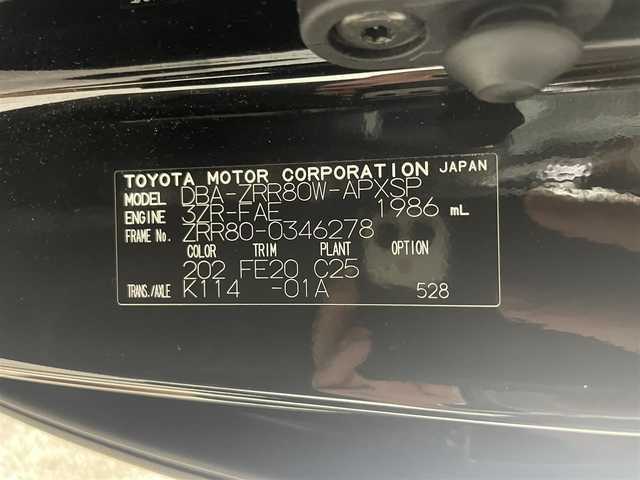 TOYOTA MOTOR CORPORATION JAPAN
MODEL DBA-ZRR80W-APXSP
ENGINE 3ZR-FAE 1986 mL
FRAME No. ZRR80-0346278
COLOR TRIM PLANT OPTION
202 FE20 C25
TRANS./AXLE K114 -01A 528